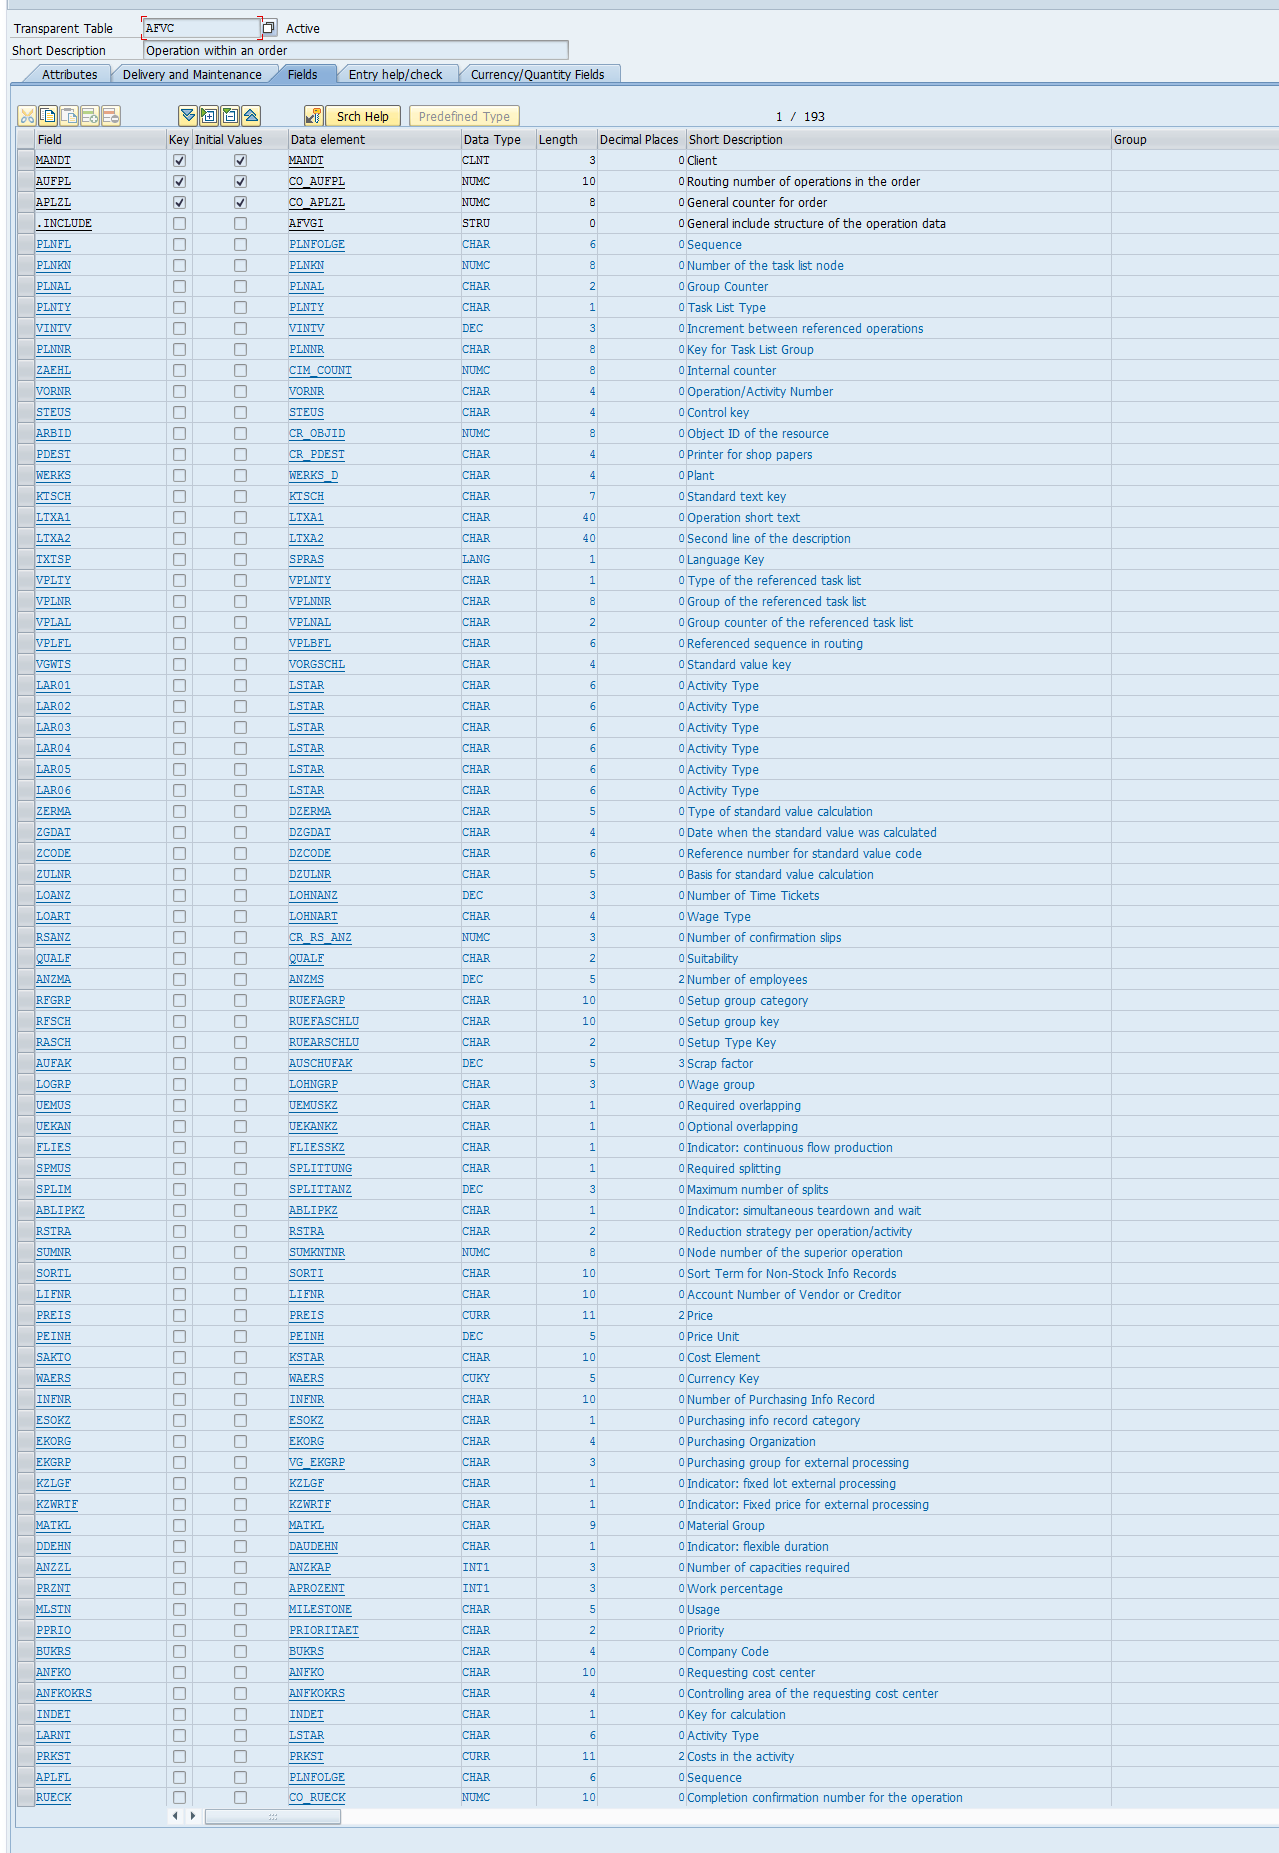 Transparent Table AFVC Active
Short Description Operation within an order
Attributes Delivery and Maintenance Fields Entry help/check Currency/Quantity Fields
Srch Help Predefined Type 1 / 193
Field Key Initial Values Data element Data Type Length Decimal Places Short Description Group
MANDT MANDT CLNT 3 0 Client
AUFPL CO_AUFPL NUMC 10 0 Routing number of operations in the order
APLZL CO_APLZL NUMC 8 0 General counter for order
.INCLUDE AFVGI STRU 0 0 General include structure of the operation data
PLNFL PLNFOLGE CHAR 6 0 Sequence
PLNKN PLNKN NUMC 8 0 Number of the task list node
PLNAL PLNAL CHAR 2 0 Group Counter
PLNTY PLNTY CHAR 1 0 Task List Type
VINTV VINTV DEC 3 0 Increment between referenced operations
PLNNR PLNNR CHAR 8 0 Key for Task List Group
ZAEHL CIM_COUNT NUMC 8 0 Internal counter
VORNR VORNR CHAR 4 0 Operation/Activity Number
STEUS STEUS CHAR 4 0 Control key
ARBID CR_OBJID NUMC 8 0 Object ID of the resource
PDEST CR_PDEST CHAR 4 0 Printer for shop papers
WERKS WERKS_D CHAR 4 0 Plant
KTSCH KTSCH CHAR 7 0 Standard text key
LTXA1 LTXA1 CHAR 40 0 Operation short text
LTXA2 LTXA2 CHAR 40 0 Second line of the description
TXTSP SPRAS LANG 1 0 Language Key
VPLTY VPLNTY CHAR 1 0 Type of the referenced task list
VPLNR VPLNNR CHAR 8 0 Group of the referenced task list
VPLAL VPLNAL CHAR 2 0 Group counter of the referenced task list
VPLFL VPLBFL CHAR 6 0 Referenced sequence in routing
VGWTS VORGSCHL CHAR 4 0 Standard value key
LAR01 LSTAR CHAR 6 0 Activity Type
LAR02 LSTAR CHAR 6 0 Activity Type
LAR03 LSTAR CHAR 6 0 Activity Type
LAR04 LSTAR CHAR 6 0 Activity Type
LAR05 LSTAR CHAR 6 0 Activity Type
LAR06 LSTAR CHAR 6 0 Activity Type
ZERMA DZERMA CHAR 5 0 Type of standard value calculation
ZGDAT DZGDAT CHAR 4 0 Date when the standard value was calculated
ZCODE DZCODE CHAR 6 0 Reference number for standard value code
ZULNR DZULNR CHAR 5 0 Basis for standard value calculation
LOANZ LOHNANZ DEC 3 0 Number of Time Tickets
LOART LOHNART CHAR 4 0 Wage Type
RSANZ CR_RS_ANZ NUMC 3 0 Number of confirmation slips
QUALF QUALF CHAR 2 0 Suitability
ANZMA ANZMS DEC 5 2 Number of employees
RFGRP RUEFAGRP CHAR 10 0 Setup group category
RFSCH RUEFASCHLU CHAR 10 0 Setup group key
RASCH RUEARSCHLU CHAR 2 0 Setup Type Key
AUFAK AUSCHUFAK DEC 5 3 Scrap factor
LOGRP LOHNGRP CHAR 3 0 Wage group
UEMUS UEMUSKZ CHAR 1 0 Required overlapping
UEKAN UEKANKZ CHAR 1 0 Optional overlapping
FLIES FLIESSKZ CHAR 1 0 Indicator: continuous flow production
SPMUS SPLITTUNG CHAR 1 0 Required splitting
SPLIM SPLITTANZ DEC 3 0 Maximum number of splits
ABLIPKZ ABLIPKZ CHAR 1 0 Indicator: simultaneous teardown and wait
RSTRA RSTRA CHAR 2 0 Reduction strategy per operation/activity
SUMNR SUMKNTNR NUMC 8 0 Node number of the superior operation
SORTL SORTI CHAR 10 0 Sort Term for Non-Stock Info Records
LIFNR LIFNR CHAR 10 0 Account Number of Vendor or Creditor
PREIS PREIS CURR 11 2 Price
PEINH PEINH DEC 5 0 Price Unit
SAKTO KSTAR CHAR 10 0 Cost Element
WAERS WAERS CUKY 5 0 Currency Key
INFNR INFNR CHAR 10 0 Number of Purchasing Info Record
ESOKZ ESOKZ CHAR 1 0 Purchasing info record category
EKORG EKORG CHAR 4 0 Purchasing Organization
EKGRP VG_EKGRP CHAR 3 0 Purchasing group for external processing
KZLGF KZLGF CHAR 1 0 Indicator: fixed lot external processing
KZWRTF KZWRTF CHAR 1 0 Indicator: Fixed price for external processing
MATKL MATKL CHAR 9 0 Material Group
DDEHN DAUDEHN CHAR 1 0 Indicator: flexible duration
ANZZL ANZKAP INT1 3 0 Number of capacities required
PRZNT APROZENT INT1 3 0 Work percentage
MLSTN MILESTONE CHAR 5 0 Usage
PPRIO PRIORITAET CHAR 2 0 Priority
BUKRS BUKRS CHAR 4 0 Company Code
ANFKO ANFKO CHAR 10 0 Requesting cost center
ANFKOKRS ANFKOKRS CHAR 4 0 Controlling area of the requesting cost center
INDET INDET CHAR 1 0 Key for calculation
LARNT LSTAR CHAR 6 0 Activity Type
PRKST PRKST CURR 11 2 Costs in the activity
APLFL PLNFOLGE CHAR 6 0 Sequence
RUECK CO_RUECK NUMC 10 0 Completion confirmation number for the operation